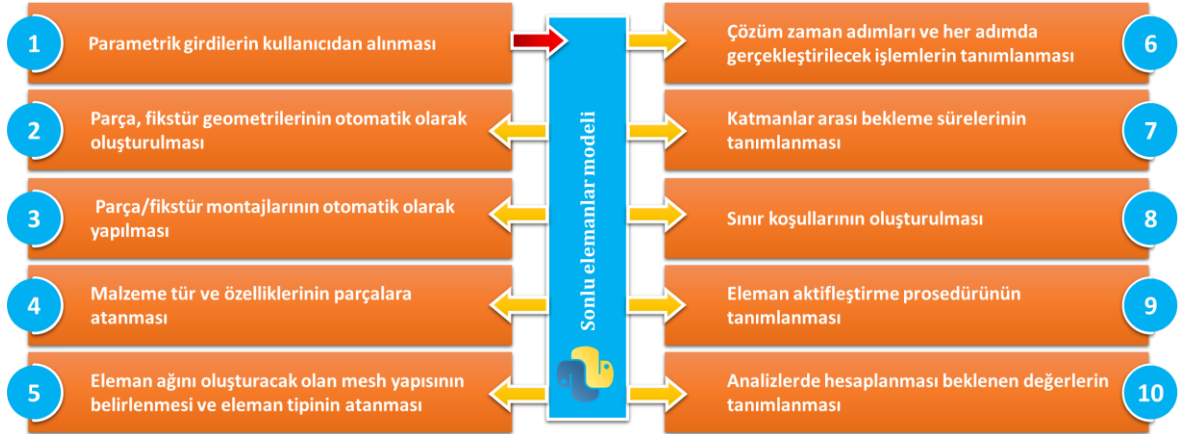 1
Parametrik girdilerin kullanıcıdan alınması
2
Parça, fikstür geometrilerinin otomatik olarak
oluşturulması
3
Parça/fikstür montajlarının otomatik olarak
yapılması
4
Malzeme tür ve özelliklerinin parçalara
atanması
5
Eleman ağını oluşturacak olan mesh yapısının
belirlenmesi ve eleman tipinin atanması
Sonlu elemanlar modeli
Çözüm zaman adımları ve her adımda
gerçekleştirilecek işlemlerin tanımlanması
6
Katmanlar arası bekleme sürelerinin
tanımlanması
7
Sınır koşullarının oluşturulması
8
Eleman aktifleştirme prosedürünün
tanımlanması
9
Analizlerde hesaplanması beklenen değerlerin
tanımlanması
10